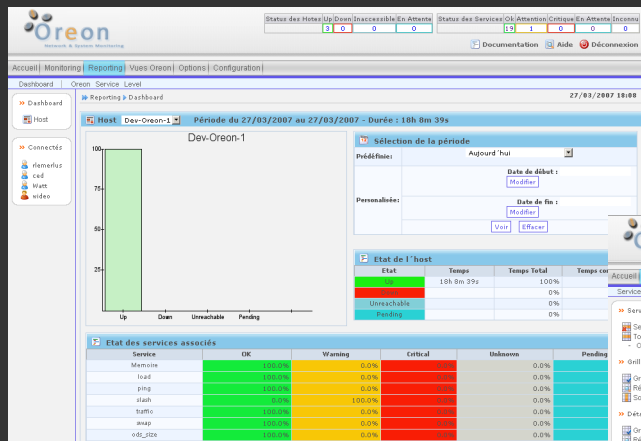 Oreon
Network & System Monitoring
Status des Hotes Up Down Inaccessible En Attente
3 0 0 0
Status des Services Ok Attention Critique En Attente Inconnu
19 1 0 0 0
Documentation Aide Déconnexion
Accueil | Monitoring | Reporting | Vues Oreon | Options | Configuration |
Dashboard | Oreon Service Level
Reporting Dashboard
27/03/2007 18:08
Dashboard
Host
Connectés
rlemerlus
ced
Watt
wideo
Host Dev-Oreon-1 Période du 27/03/2007 au 27/03/2007 - Durée : 18h 8m 39s
Dev-Oreon-1
100
75
50
25
Up Down Unreachable Pending
Sélection de la période
Prédéfinie: Aujourd'hui
Personalisée:
Date de début :
Modifier
Date de fin :
Modifier
Voir Effacer
Etat de l'host
Etat Temps Temps Total Temps
Up 18h 8m 39s 100%
0%
Unreachable 0%
Pending 0%
Etat des services associés
Service OK Warning Critical Unknown Pending
Memoire 100.0% 0.0% 0.0%
load 100.0% 0.0% 0.0%
ping 100.0% 0.0% 0.0%
slash 0.0% 100.0% 0.0%
traffic 100.0% 0.0% 0.0%
swap 100.0% 0.0% 0.0%
ods_size 100.0% 0.0% 0.0%
Accueil
Service